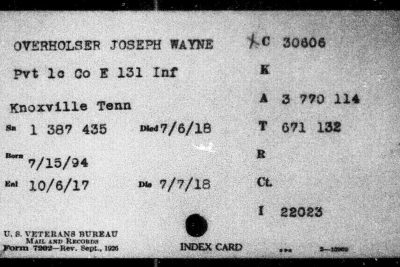 OVERHOLSER JOSEPH WAYNE
Pvt 1c Co E 131 Inf
Knoxville Tenn
Sn 1 387 435 Died 7/6/18
Born 7/15/94
Enl 10/6/17 Dis 7/7/18
U. S. VETERANS BUREAU
MAIL AND RECORDS
Form 7202—Rev. Sept., 1926
INDEX CARD
XC 30606
K
A 3 770 114
T 671 132
R
Ct.
I 22023